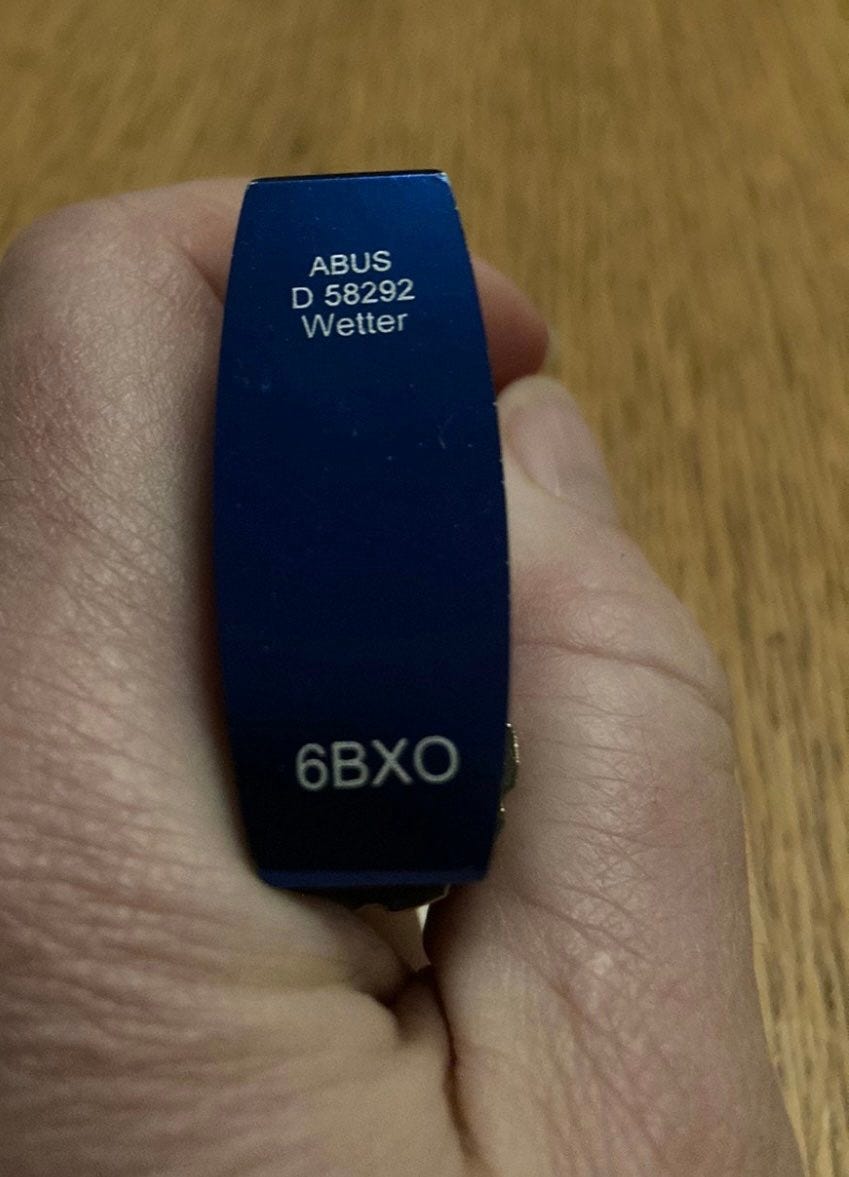 ABUS
D 58292
Wetter
6BXO